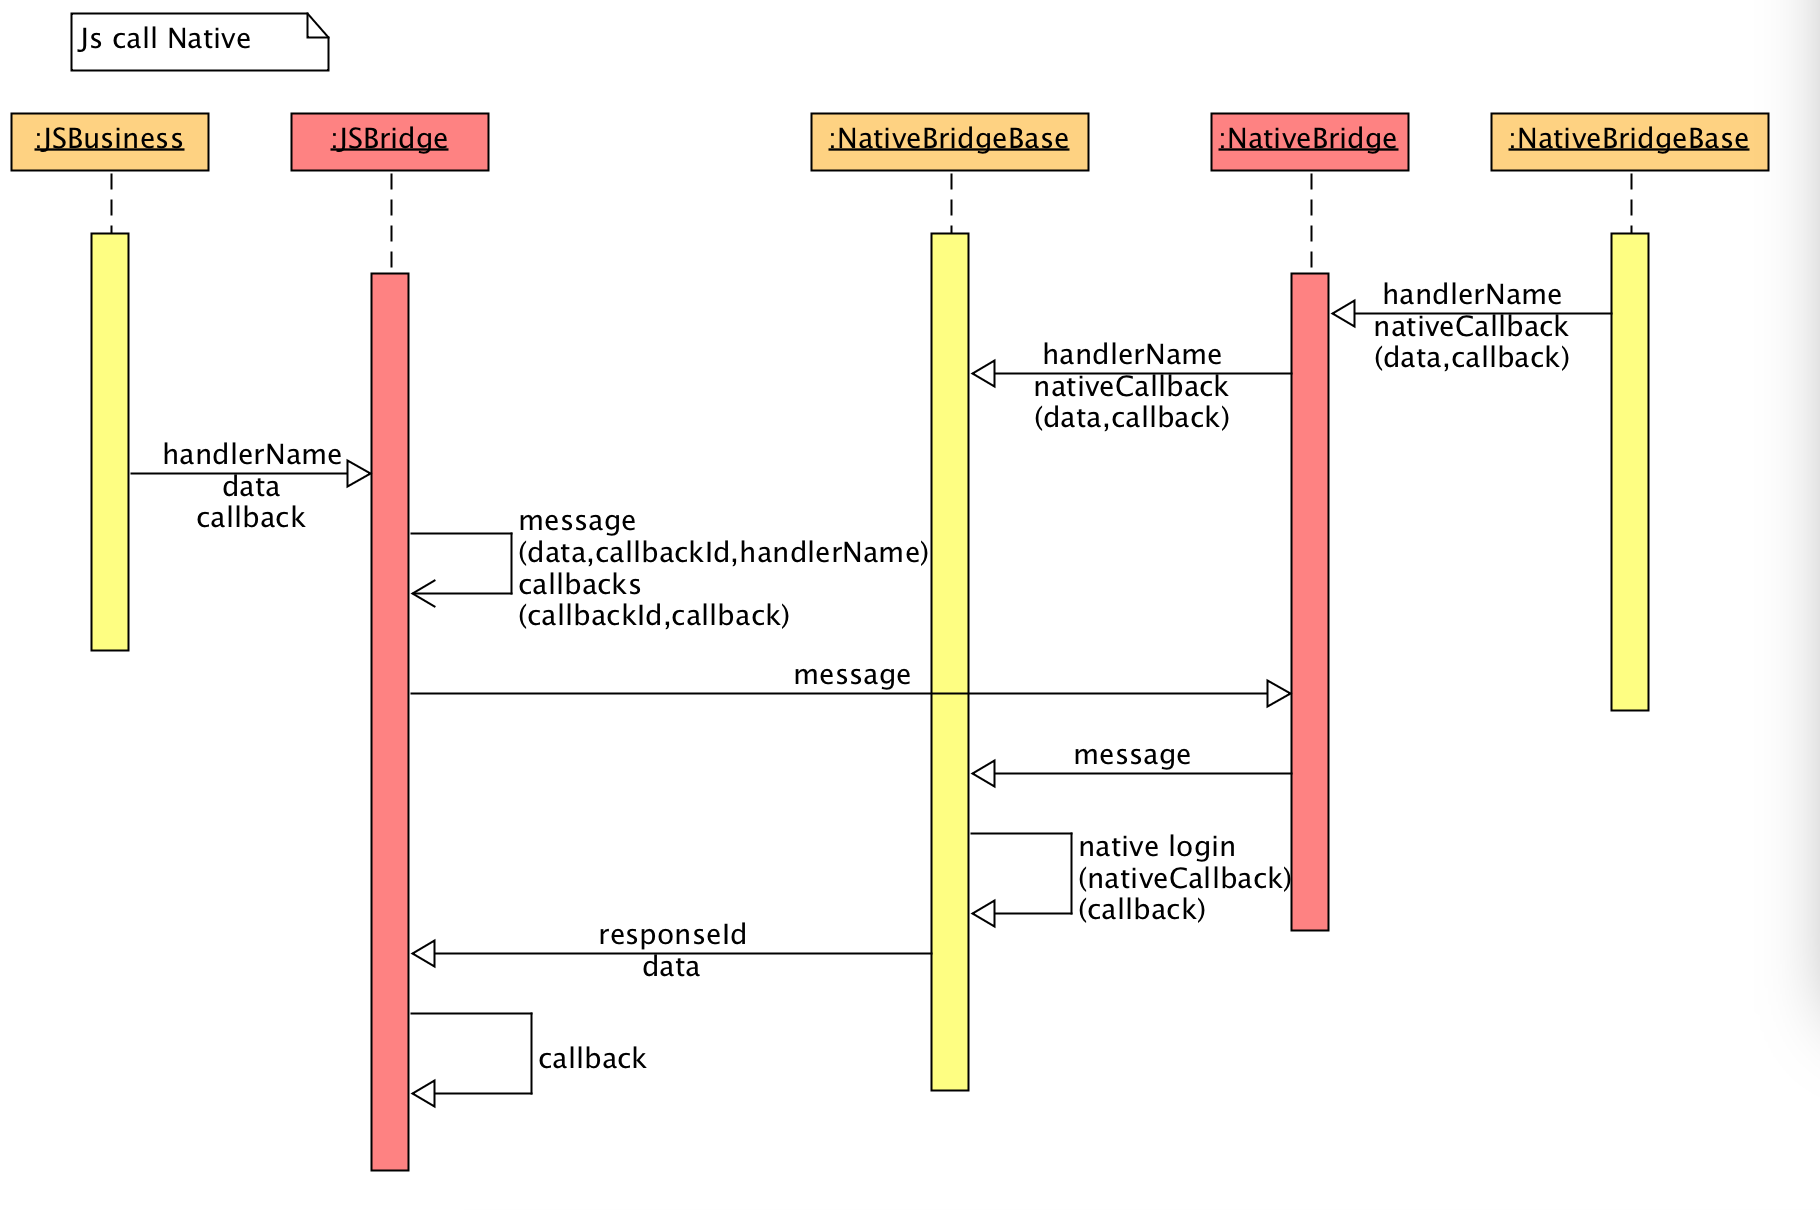 Js call Native
:JSBusiness
:JSBridge
:NativeBridgeBase
:NativeBridge
:NativeBridgeBase
handlerName
nativeCallback
(data,callback)
handlerName
nativeCallback
(data,callback)
handlerName
data
callback
message
(data,callbackId,handlerName)
callbacks
(callbackId,callback)
message
message
native login
(nativeCallback)
(callback)
responseId
data
callback